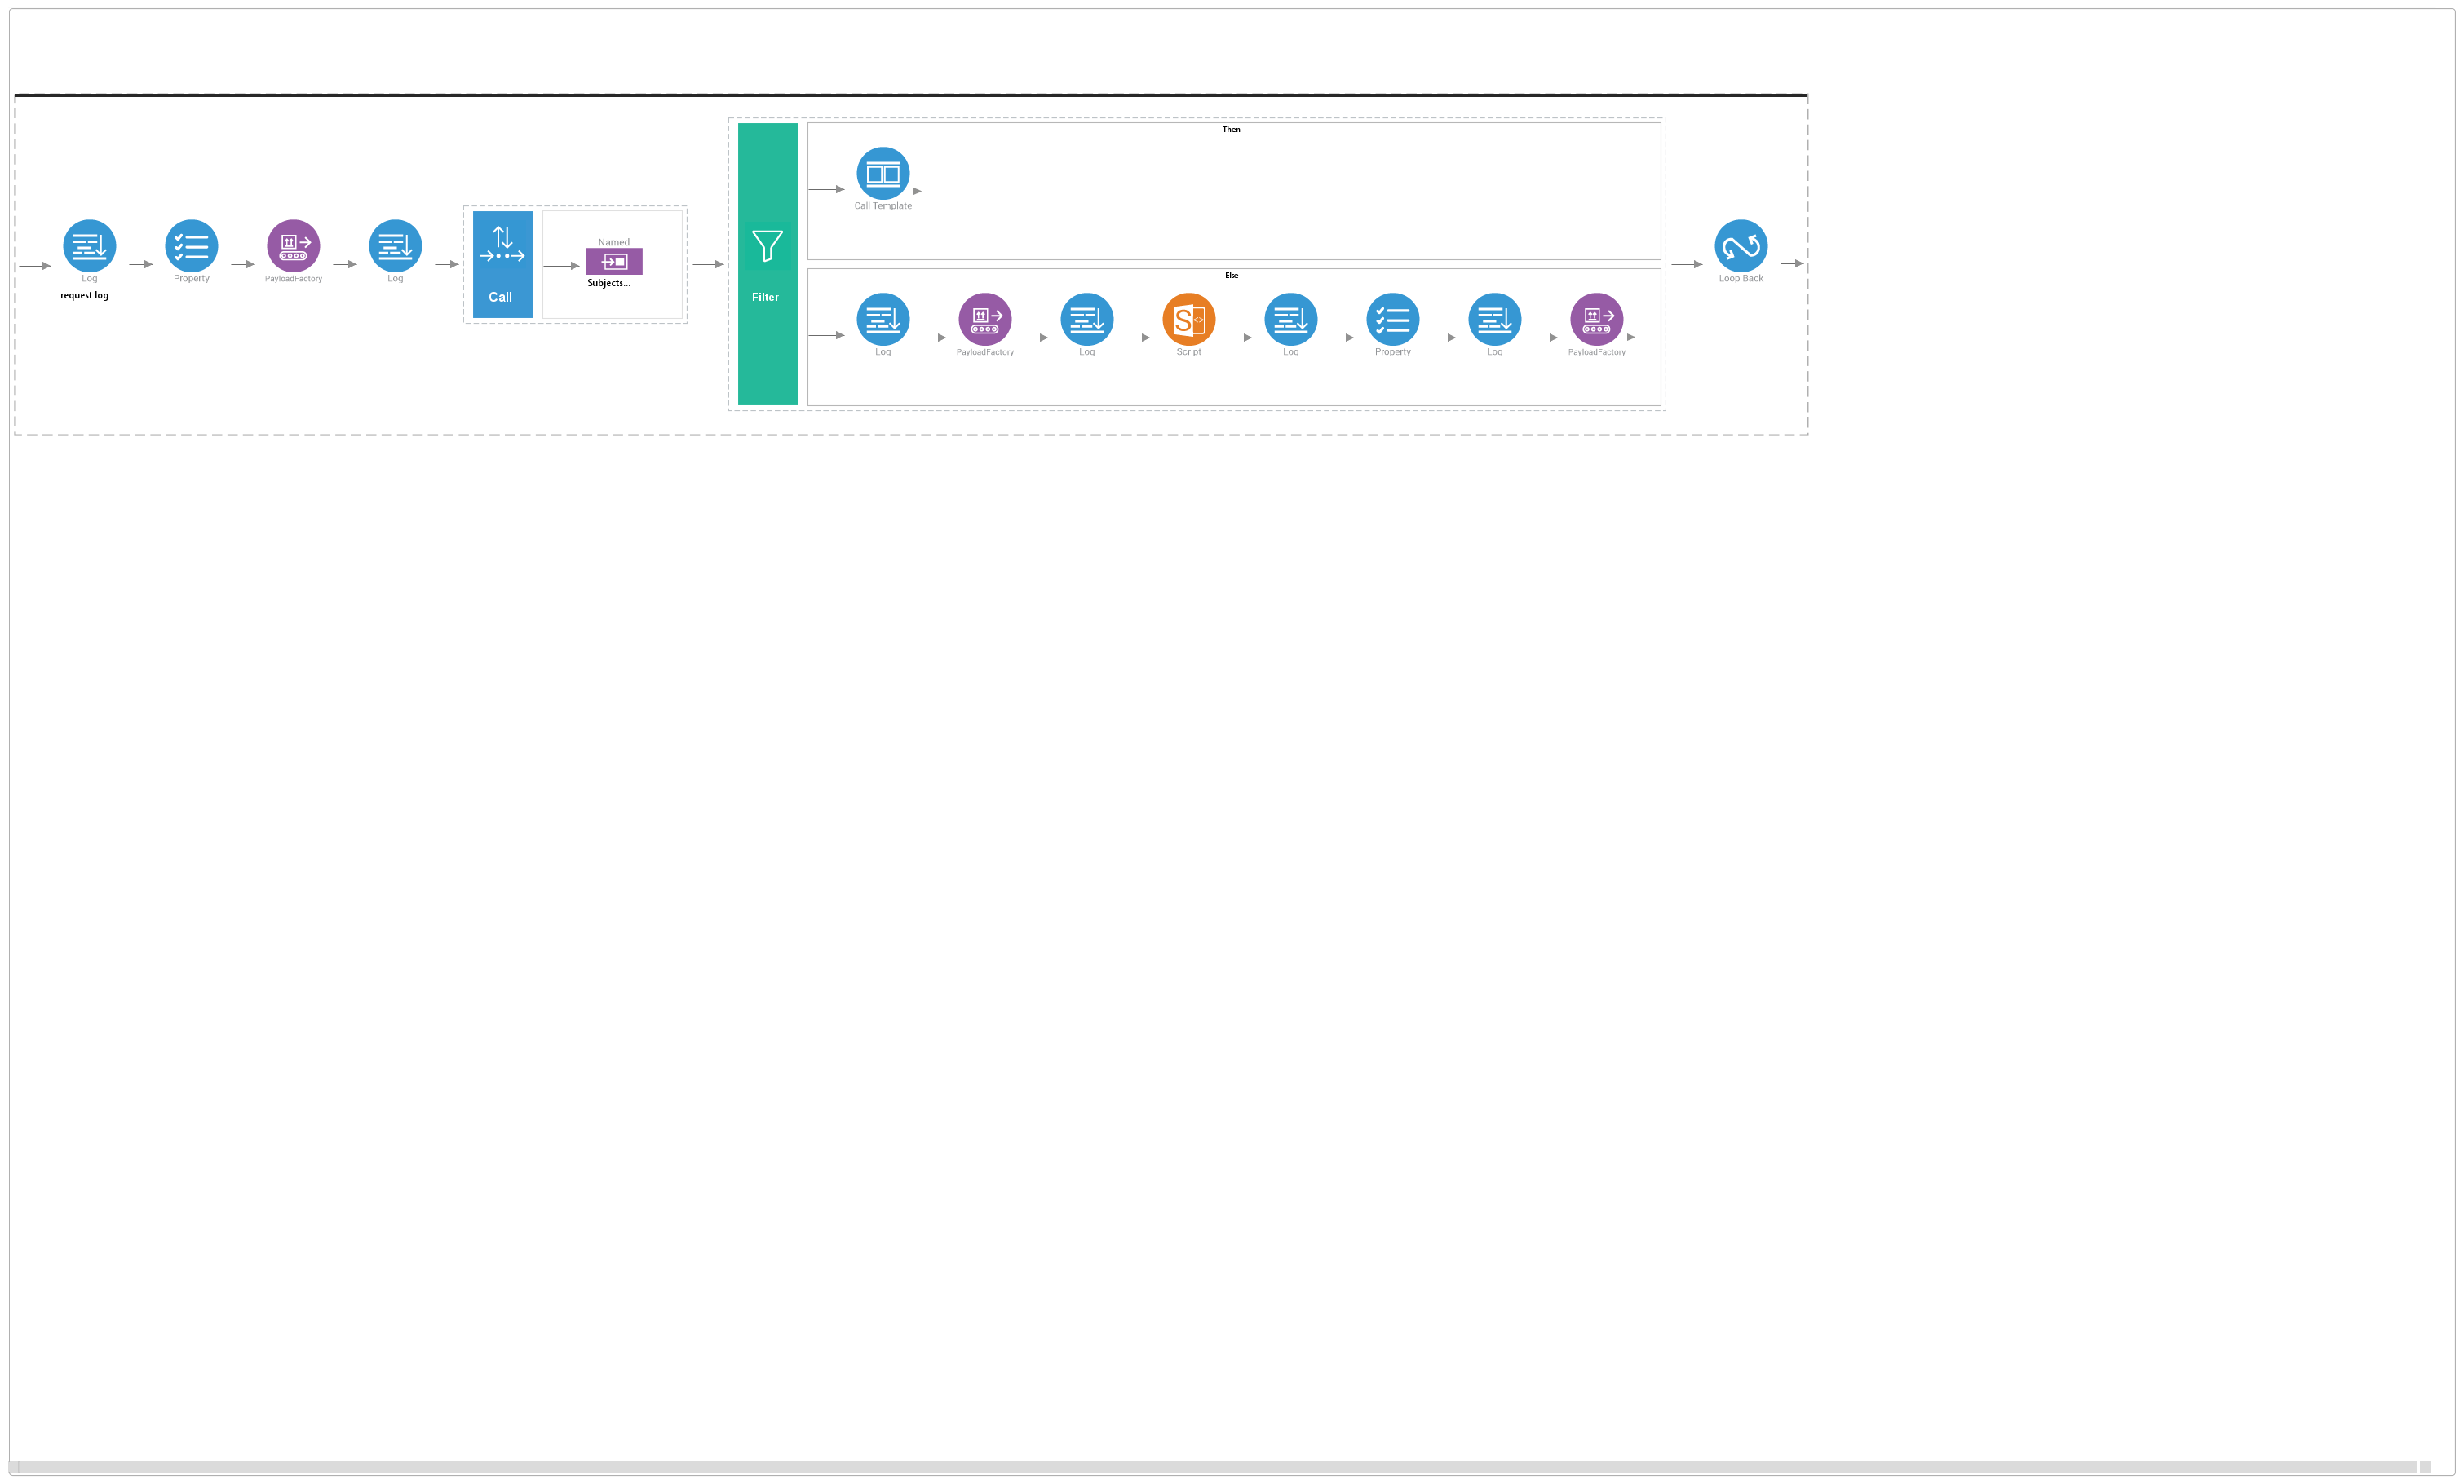 Log
request log
Property
PayloadFactory
Log
Call
Named
Subjects...
Filter
Then
Call Template
Else
Log
PayloadFactory
Log
Script
Log
Property
Log
PayloadFactory
Loop Back